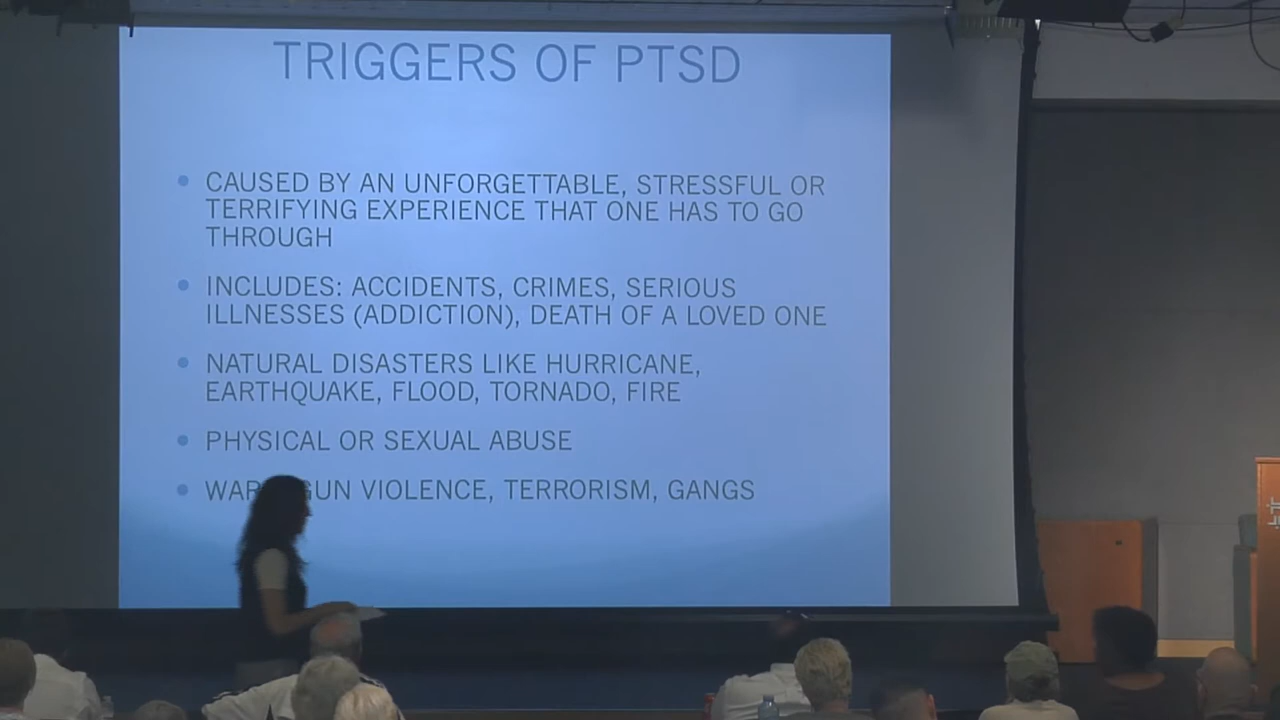 TRIGGERS OF PTSD
• CAUSED BY AN UNFORGETTABLE, STRESSFUL OR
TERRIFYING EXPERIENCE THAT ONE HAS TO GO
THROUGH
• INCLUDES: ACCIDENTS, CRIMES, SERIOUS
ILLNESSES (ADDICTION), DEATH OF A LOVED ONE
• NATURAL DISASTERS LIKE HURRICANE,
EARTHQUAKE, FLOOD, TORNADO, FIRE
• PHYSICAL OR SEXUAL ABUSE
• WAR GUN VIOLENCE, TERRORISM, GANGS